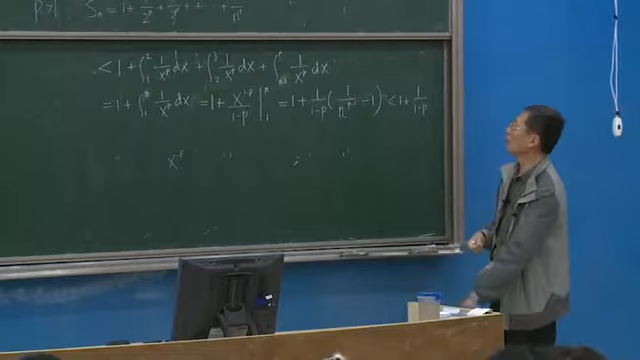 p>1 Sₙ = 1 + 1/2ᵖ + 1/3ᵖ + ⋯ + 1/nᵖ
< 1 + ∫₁² 1/xᵖ dx + ∫₂³ 1/xᵖ dx + ∫ₙ₋₁ⁿ 1/xᵖ dx
= 1 + ∫₁ⁿ 1/xᵖ dx = 1 + x¹⁻ᵖ/1-p |₁ⁿ = 1 + 1/1-p (1/nᵖ⁻¹ - 1) < 1 + 1/1-p